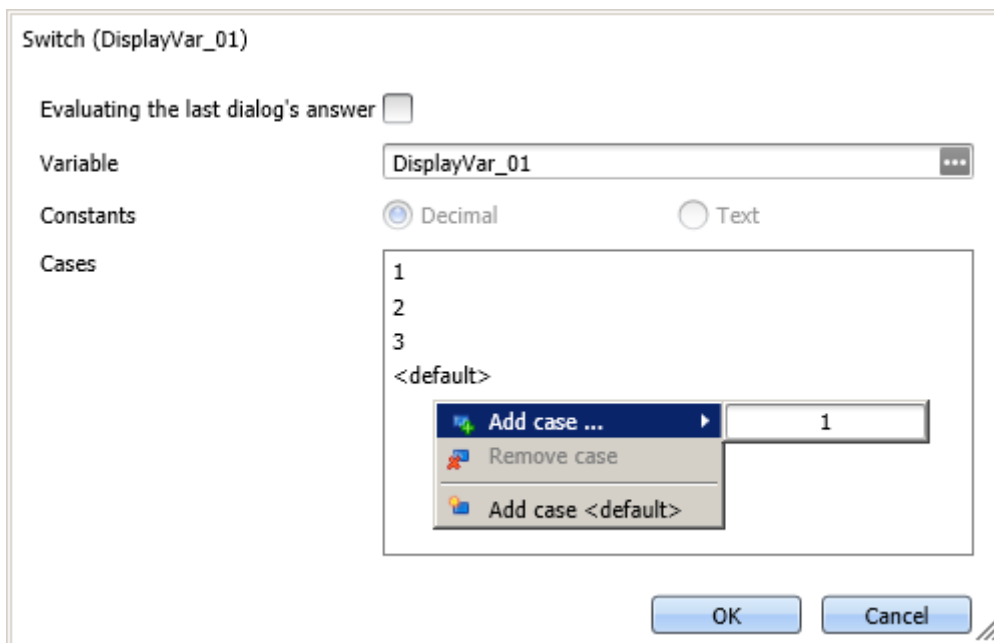 Switch (DisplayVar_01)
Evaluating the last dialog's answer
Variable DisplayVar_01
Constants Decimal Text
Cases 1
2
3
<default>
Add case ... 1
Remove case
Add case <default>
OK Cancel